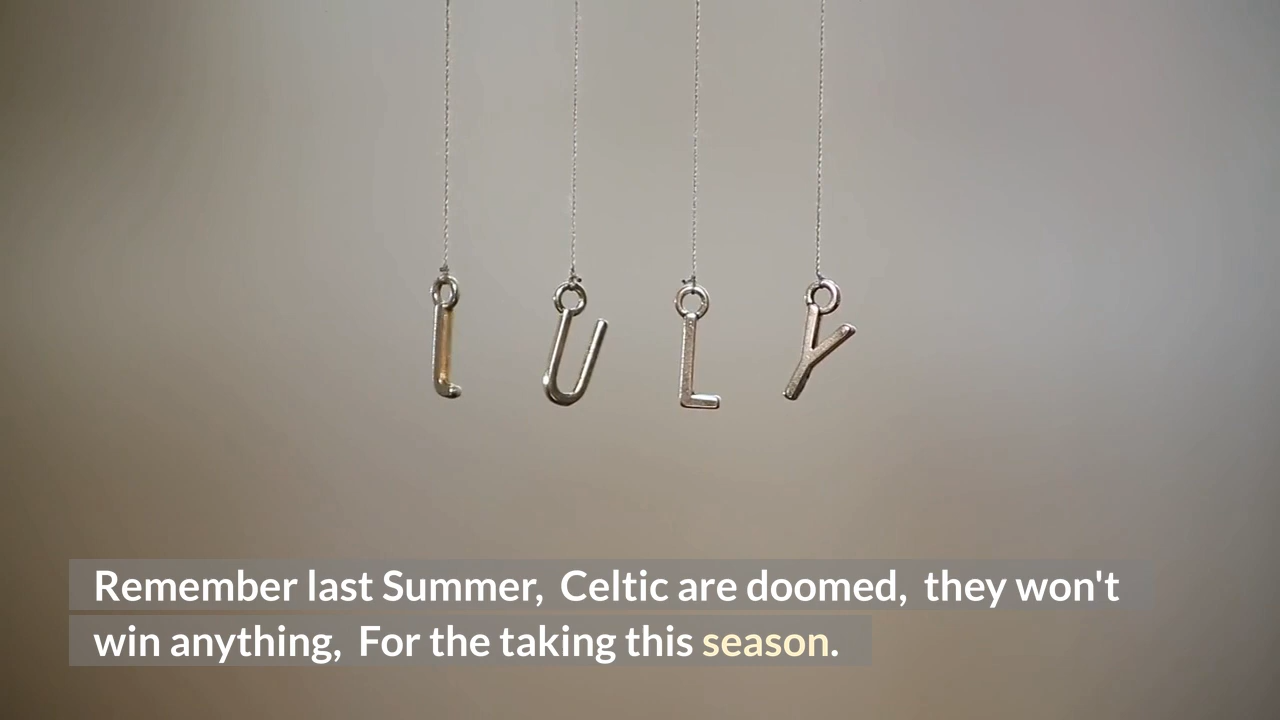 JULY
Remember last Summer, Celtic are doomed, they won't
win anything, For the taking this season.